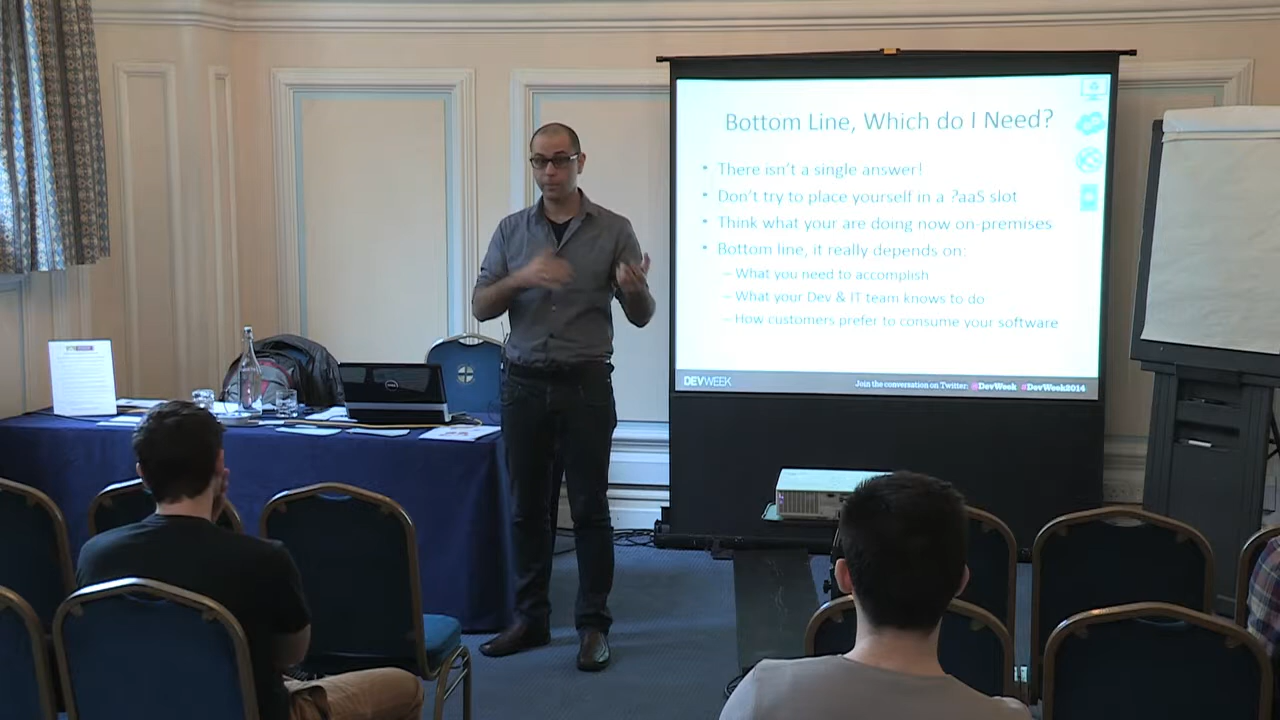 Bottom Line, Which do I Need?
• There isn't a single answer!
• Don't try to place yourself in a ?aaS slot
• Think what your are doing now on-premises
• Bottom line, it really depends on:
– What you need to accomplish
– What your Dev & IT team knows to do
– How customers prefer to consume your software
DEVWEEK
Join the conversation on Twitter: @DevWeek #DevWeek2014
DELL